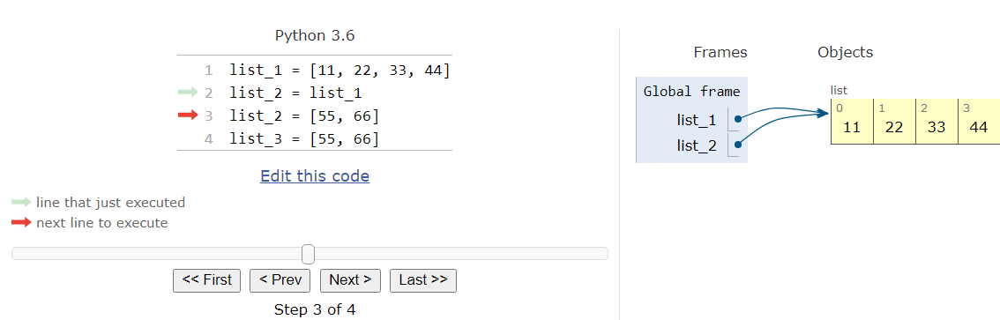 Python 3.6
1 list_1 = [11, 22, 33, 44]
2 list_2 = list_1
3 list_2 = [55, 66]
4 list_3 = [55, 66]
Edit this code
line that just executed
next line to execute
<< First < Prev Next > Last >>
Step 3 of 4
Frames Objects
Global frame
list_1
list_2
list
0 1 2 3
11 22 33 44